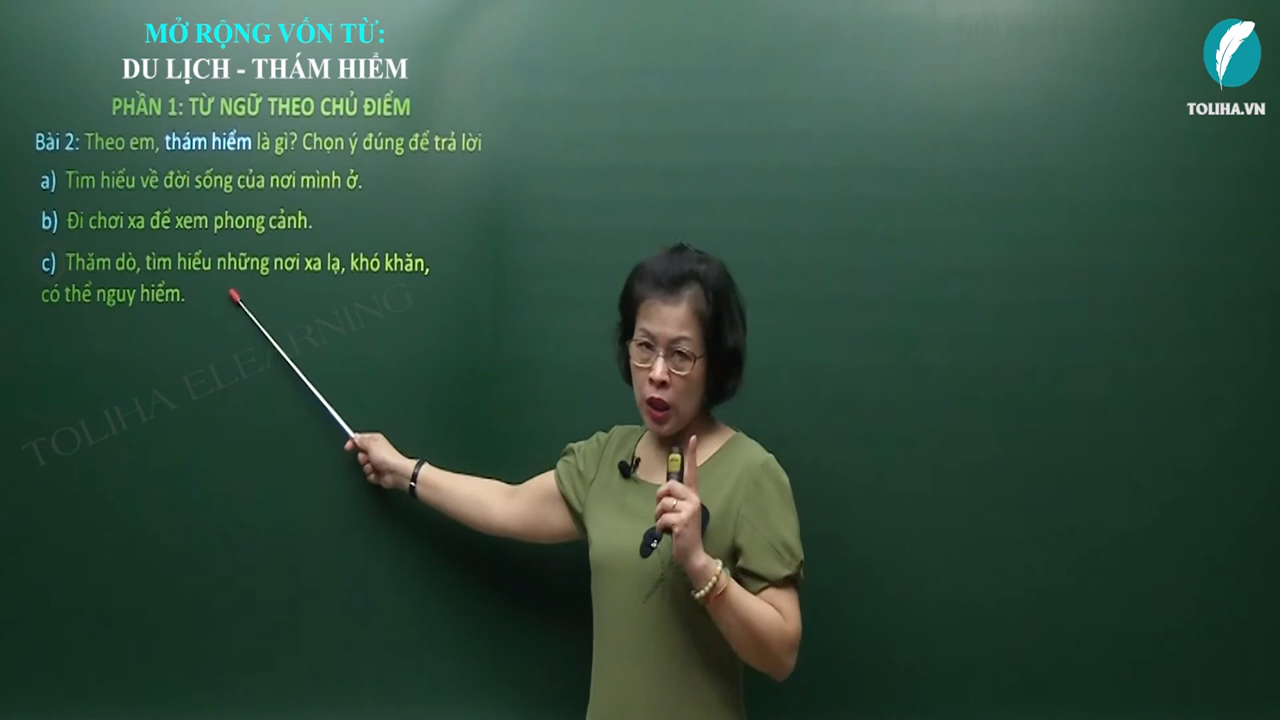 MỞ RỘNG VỐN TỪ:
DU LỊCH - THÁM HIỂM
PHẦN 1: TỪ NGỮ THEO CHỦ ĐIỂM
Bài 2: Theo em, thám hiểm là gì? Chọn ý đúng để trả lời
a) Tìm hiểu về đời sống của nơi mình ở.
b) Đi chơi xa để xem phong cảnh.
c) Thăm dò, tìm hiểu những nơi xa lạ, khó khăn,
có thể nguy hiểm.
TOLIHA.VN
TOLIHA ELEARNING